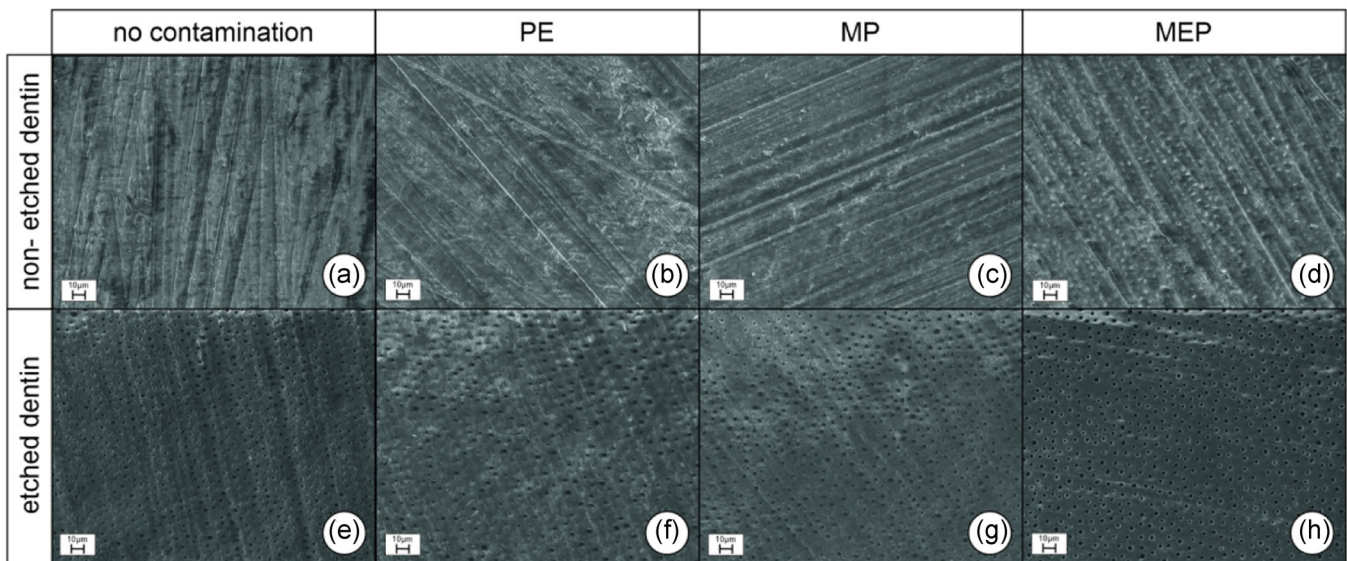 no contamination
PE
MP
MEP
non- etched dentin
10µm
(a)
10µm
(b)
10µm
(c)
10µm
(d)
etched dentin
10µm
(e)
10µm
(f)
10µm
(g)
10µm
(h)